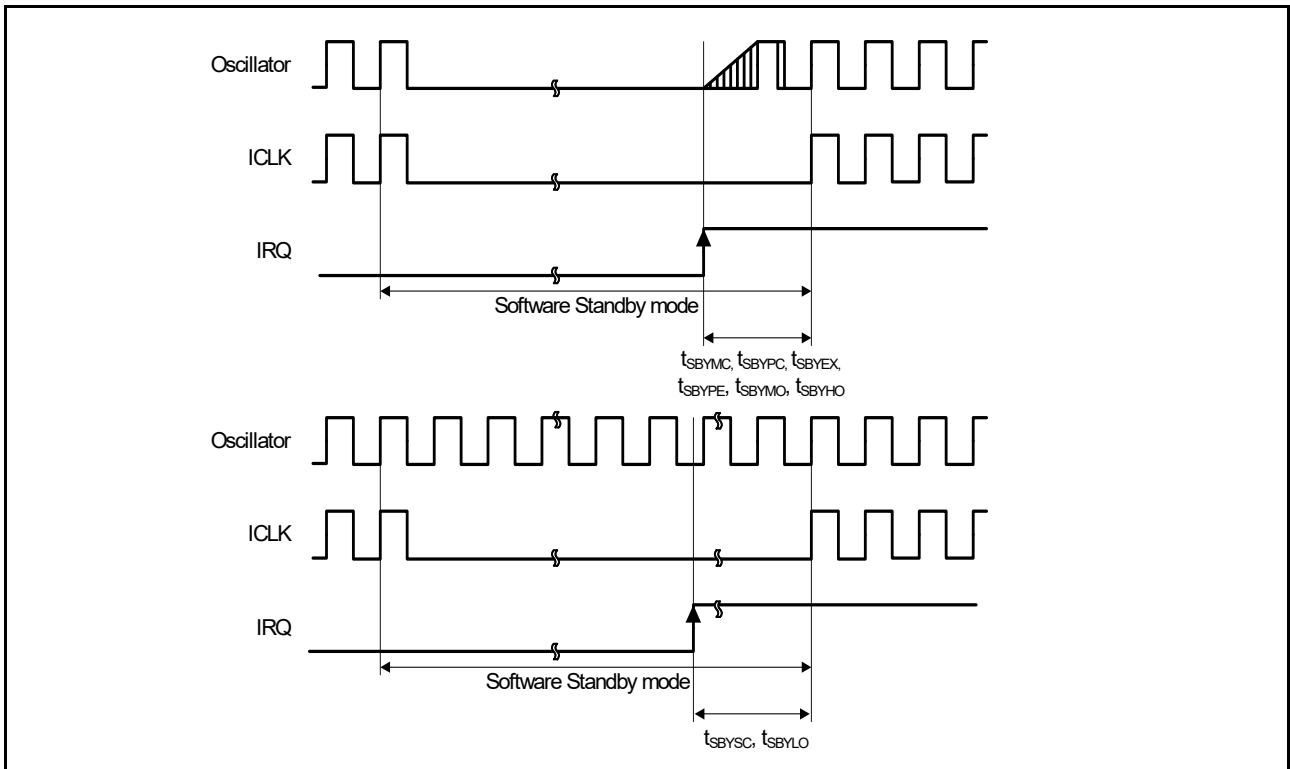 Oscillator
ICLK
IRQ
Software Standby mode
tSBYMC, tSBYPC, tSBYEX,
tSBYPE, tSBYMO, tSBYHO
Oscillator
ICLK
IRQ
Software Standby mode
tSBYSC, tSBYLO